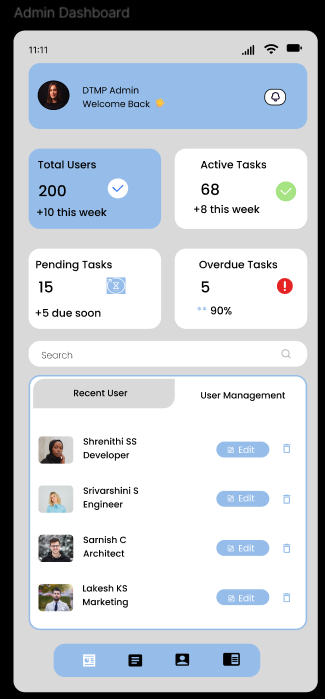 Admin Dashboard
11:11
DTMP Admin
Welcome Back
Total Users
200
+10 this week
Active Tasks
68
+8 this week
Pending Tasks
15
+5 due soon
Overdue Tasks
5
90%
Search
Recent User
User Management
Shrenithi SS
Developer
Edit
Srivarshini S
Engineer
Edit
Sarnish C
Architect
Edit
Lakesh KS
Marketing
Edit